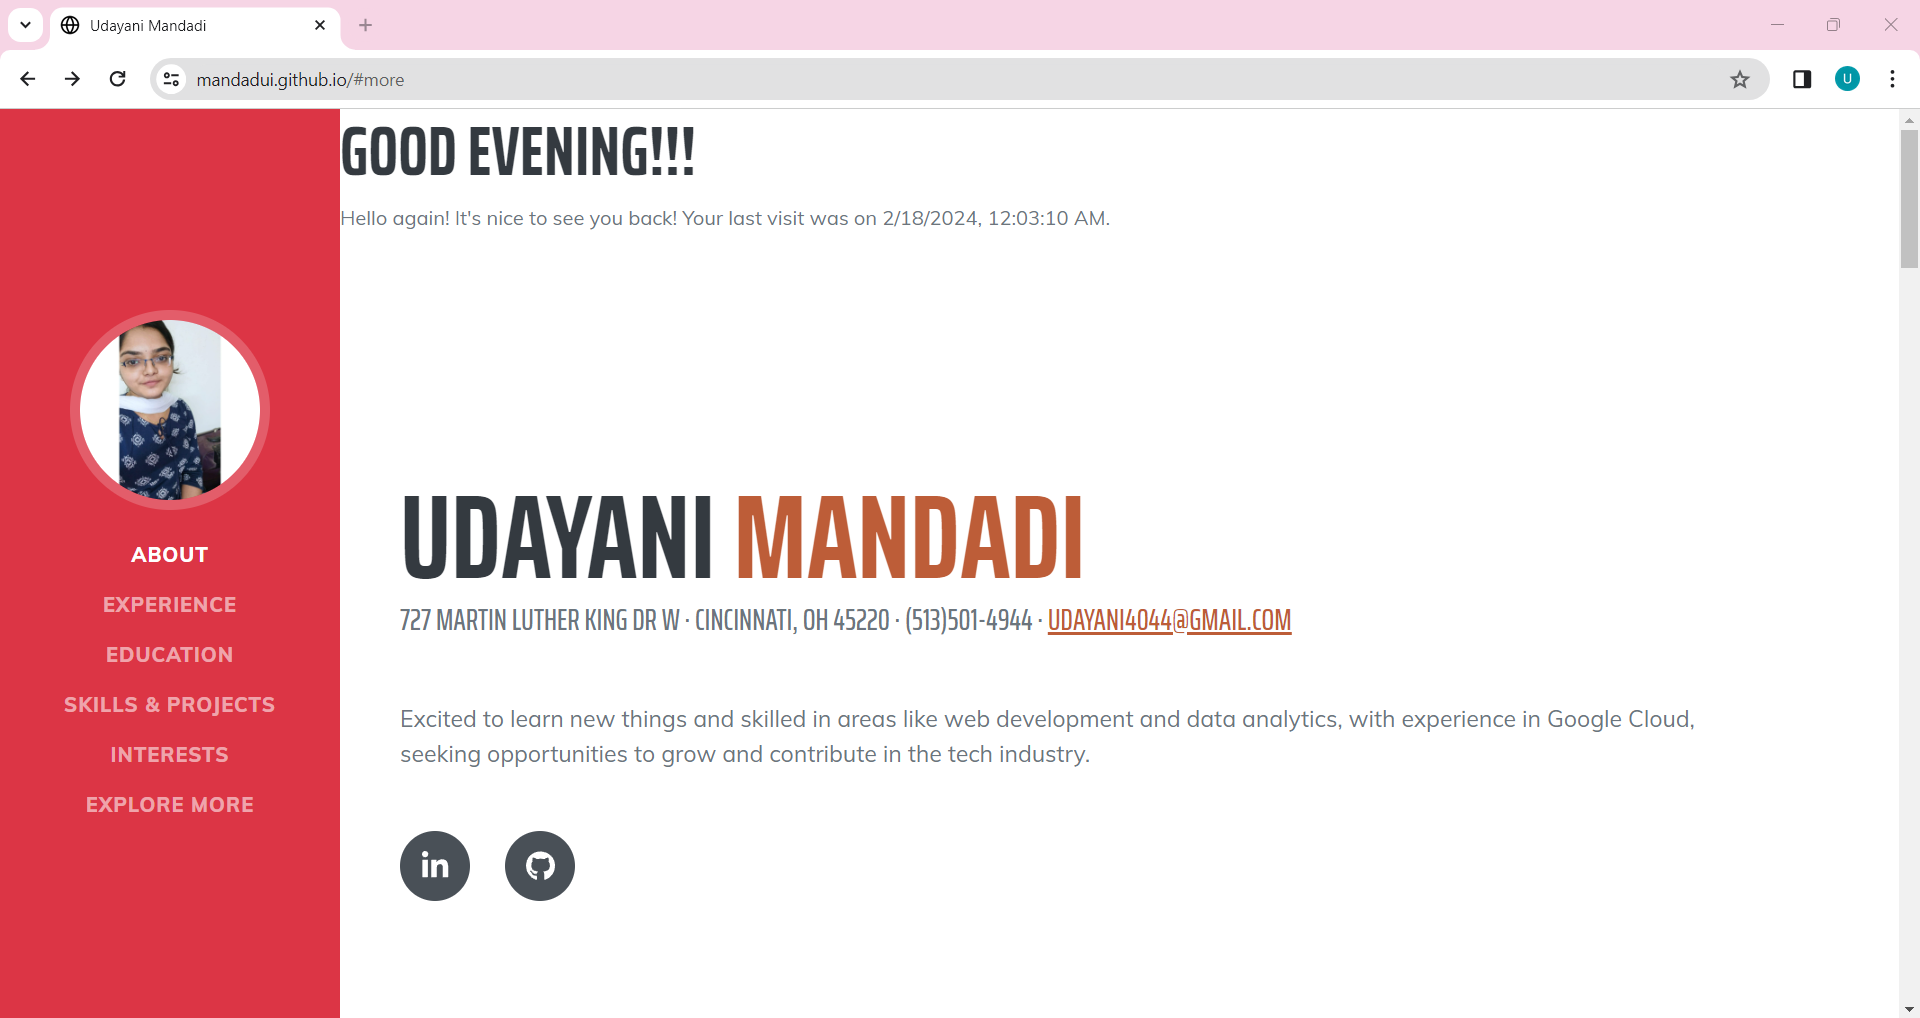 Udayani Mandadi
mandadui.github.io/#more
U
GOOD EVENING!!!
Hello again! It's nice to see you back! Your last visit was on 2/18/2024, 12:03:10 AM.
ABOUT
EXPERIENCE
EDUCATION
SKILLS & PROJECTS
INTERESTS
EXPLORE MORE
UDAYANI MANDADI
727 MARTIN LUTHER KING DR W · CINCINNATI, OH 45220 · (513)501-4944 · UDAYANI4044@GMAIL.COM
Excited to learn new things and skilled in areas like web development and data analytics, with experience in Google Cloud,
seeking opportunities to grow and contribute in the tech industry.
in